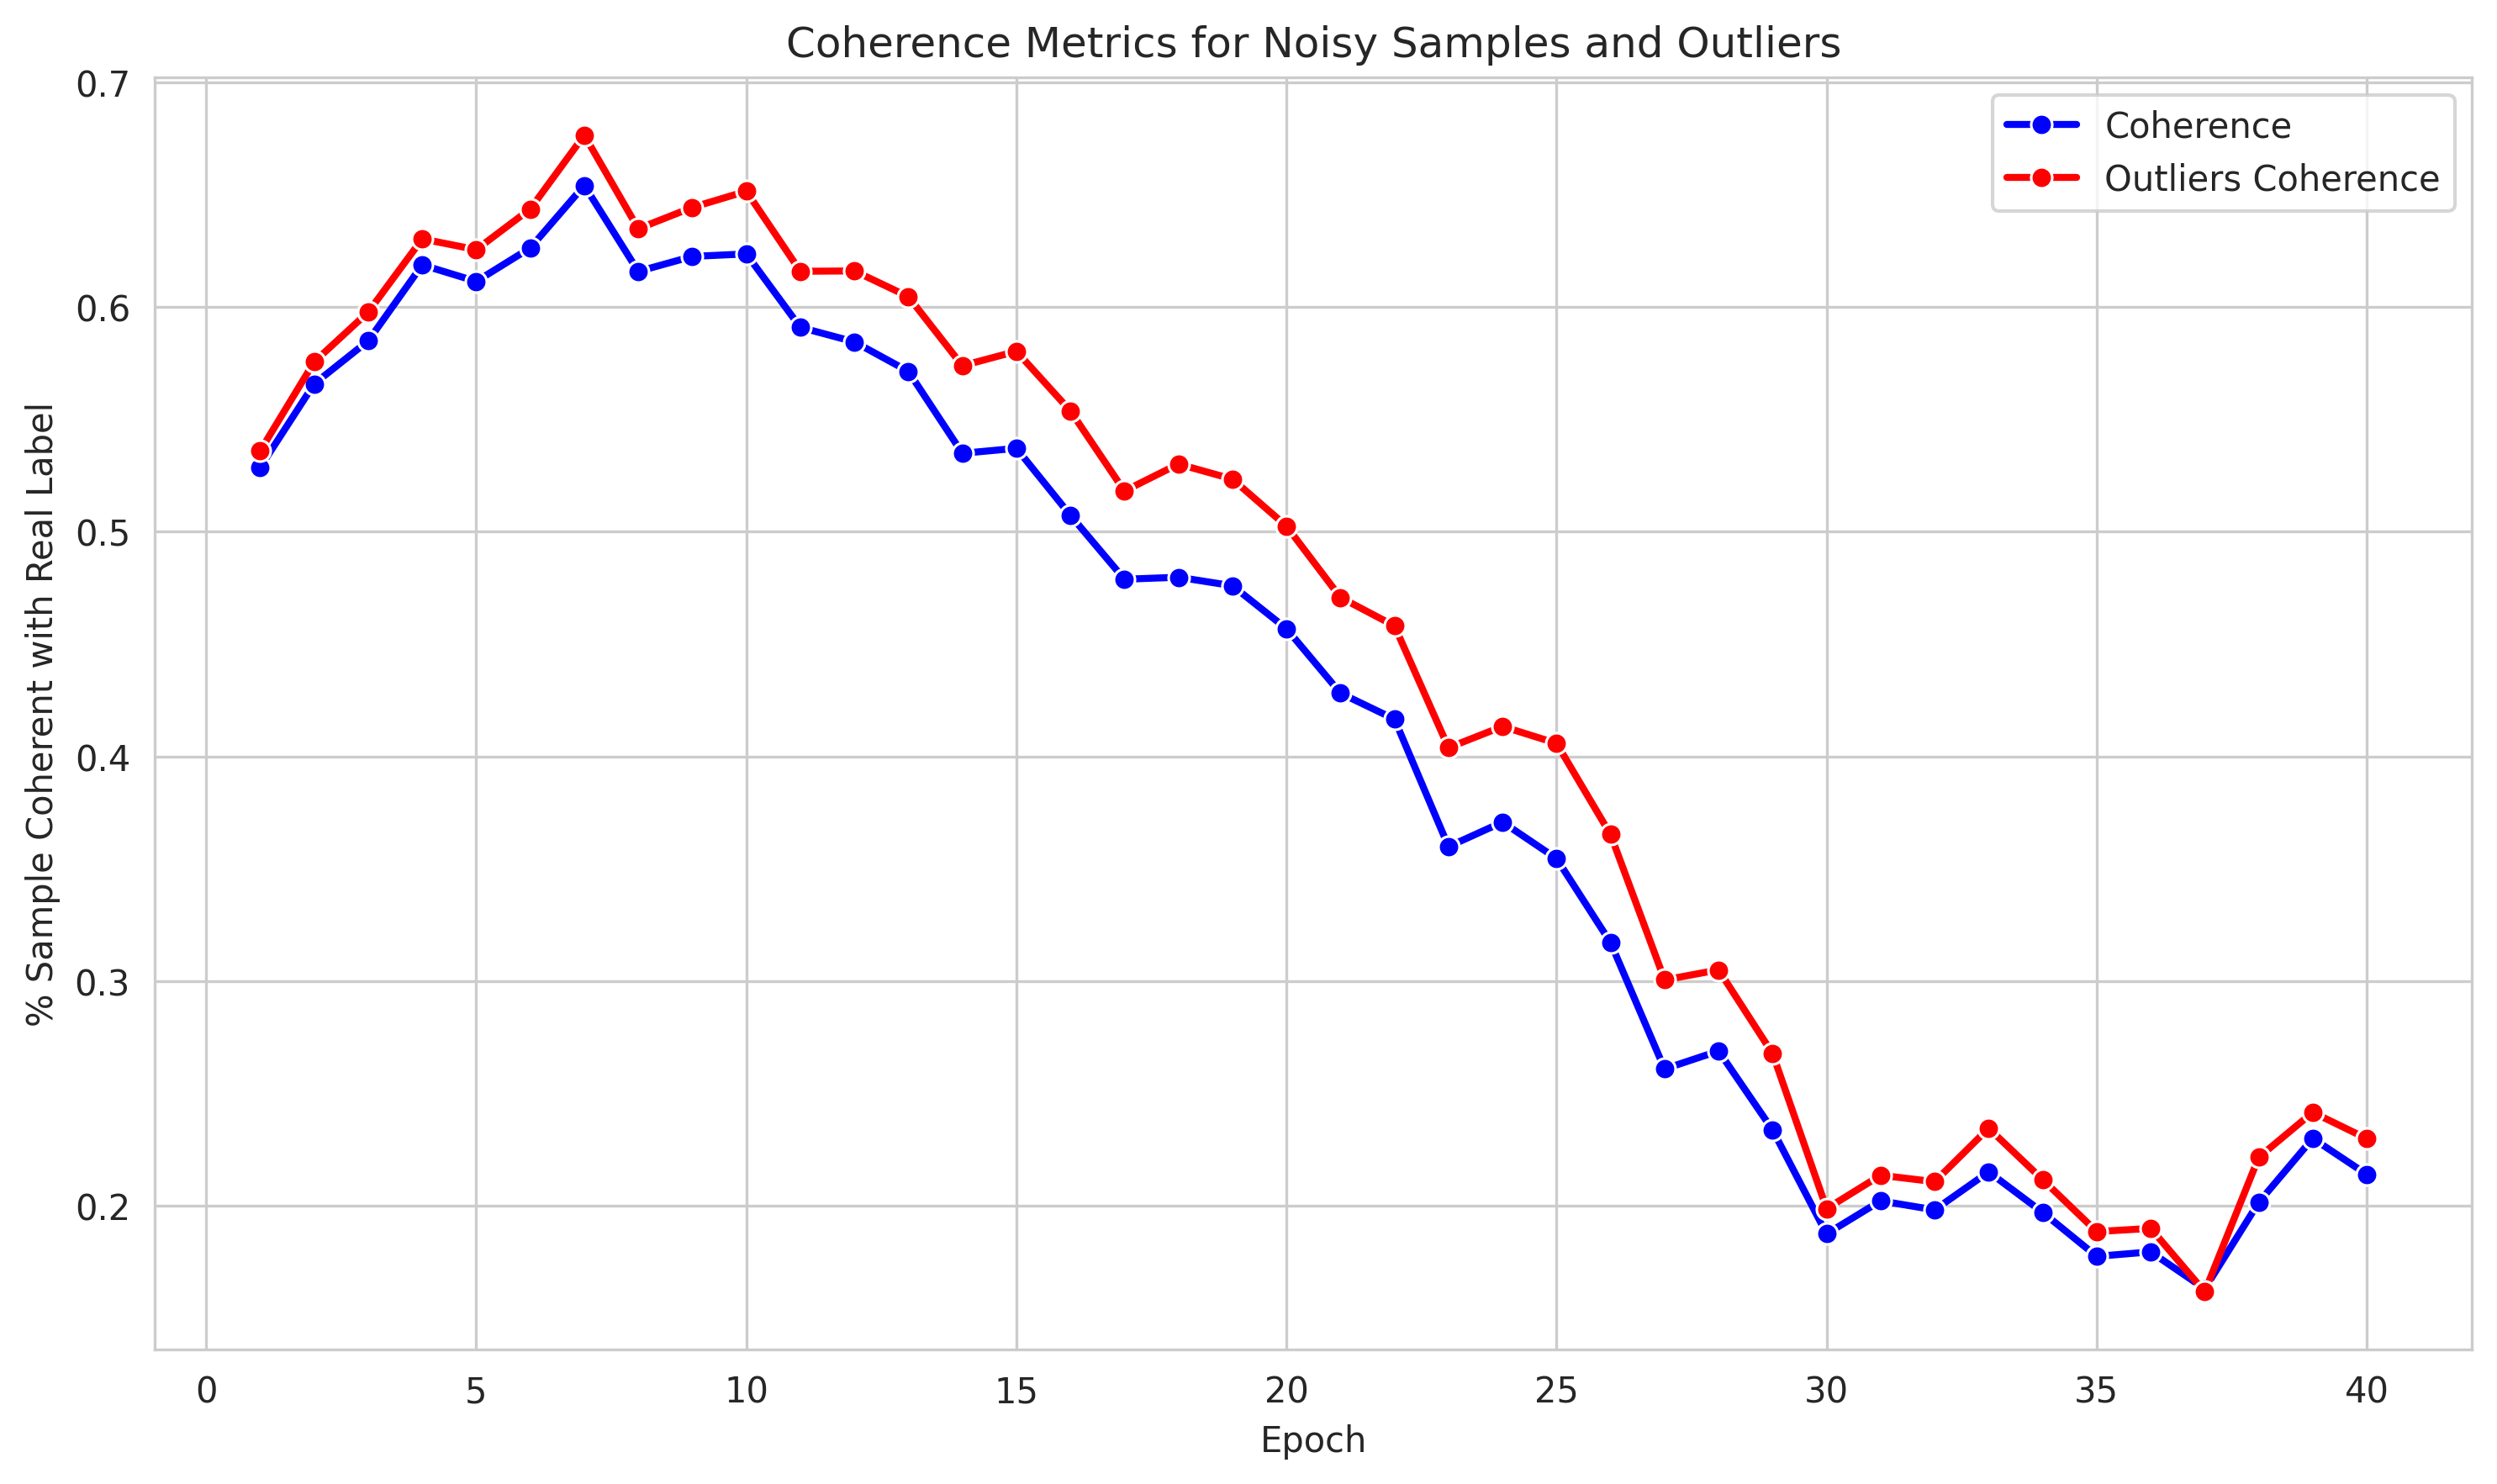 Coherence Metrics for Noisy Samples and Outliers
Coherence
Outliers Coherence
% Sample Coherent with Real Label
0.7
0.6
0.5
0.4
0.3
0.2
0 5 10 15 20 25 30 35 40
Epoch